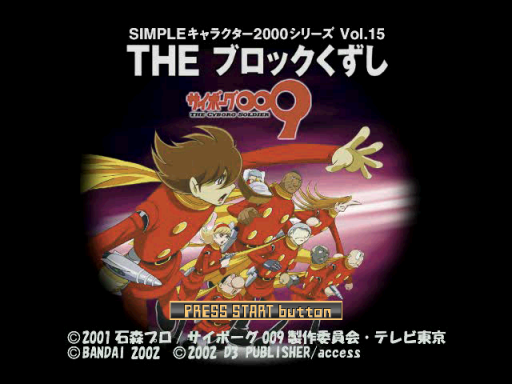 SIMPLEキャラクター2000シリーズ Vol.15
THE ブロックくずし
サイボーグ009
THE CYBORG SOLDIER
PRESS START button
©2001 石森プロ / サイボーグ 009 製作委員会・テレビ東京
©BANDAI 2002 ©2002 D3 PUBLISHER/access